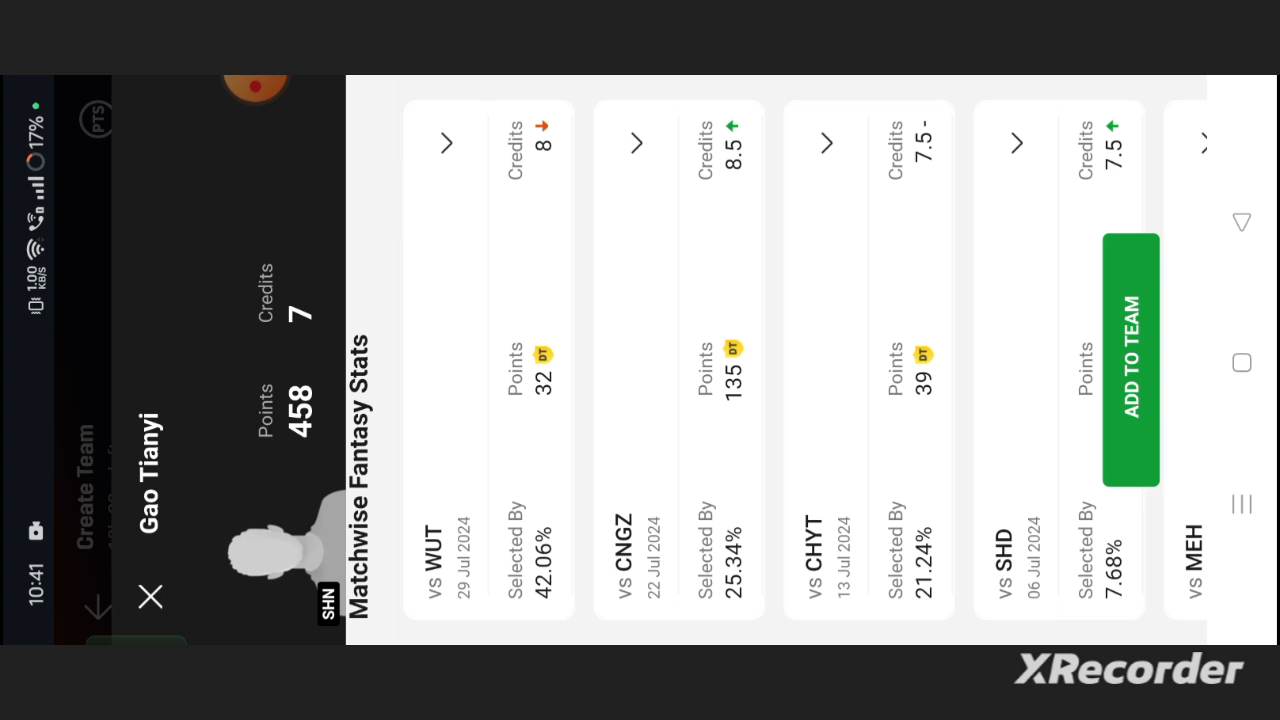 10:41
1.00
KB/S
17%
Create Team
PTS
Gao Tianyi
Points
Credits
458
7
SHN
Matchwise Fantasy Stats
vs WUT
29 Jul 2024
Selected By
Points
Credits
42.06%
32 DT
8
vs CNGZ
22 Jul 2024
Selected By
Points
Credits
25.34%
135 DT
8.5
vs CHYT
13 Jul 2024
Selected By
Points
Credits
21.24%
39 DT
7.5 -
vs SHD
06 Jul 2024
Selected By
Points
Credits
7.68%
7.5
ADD TO TEAM
vs MEH
XRecorder